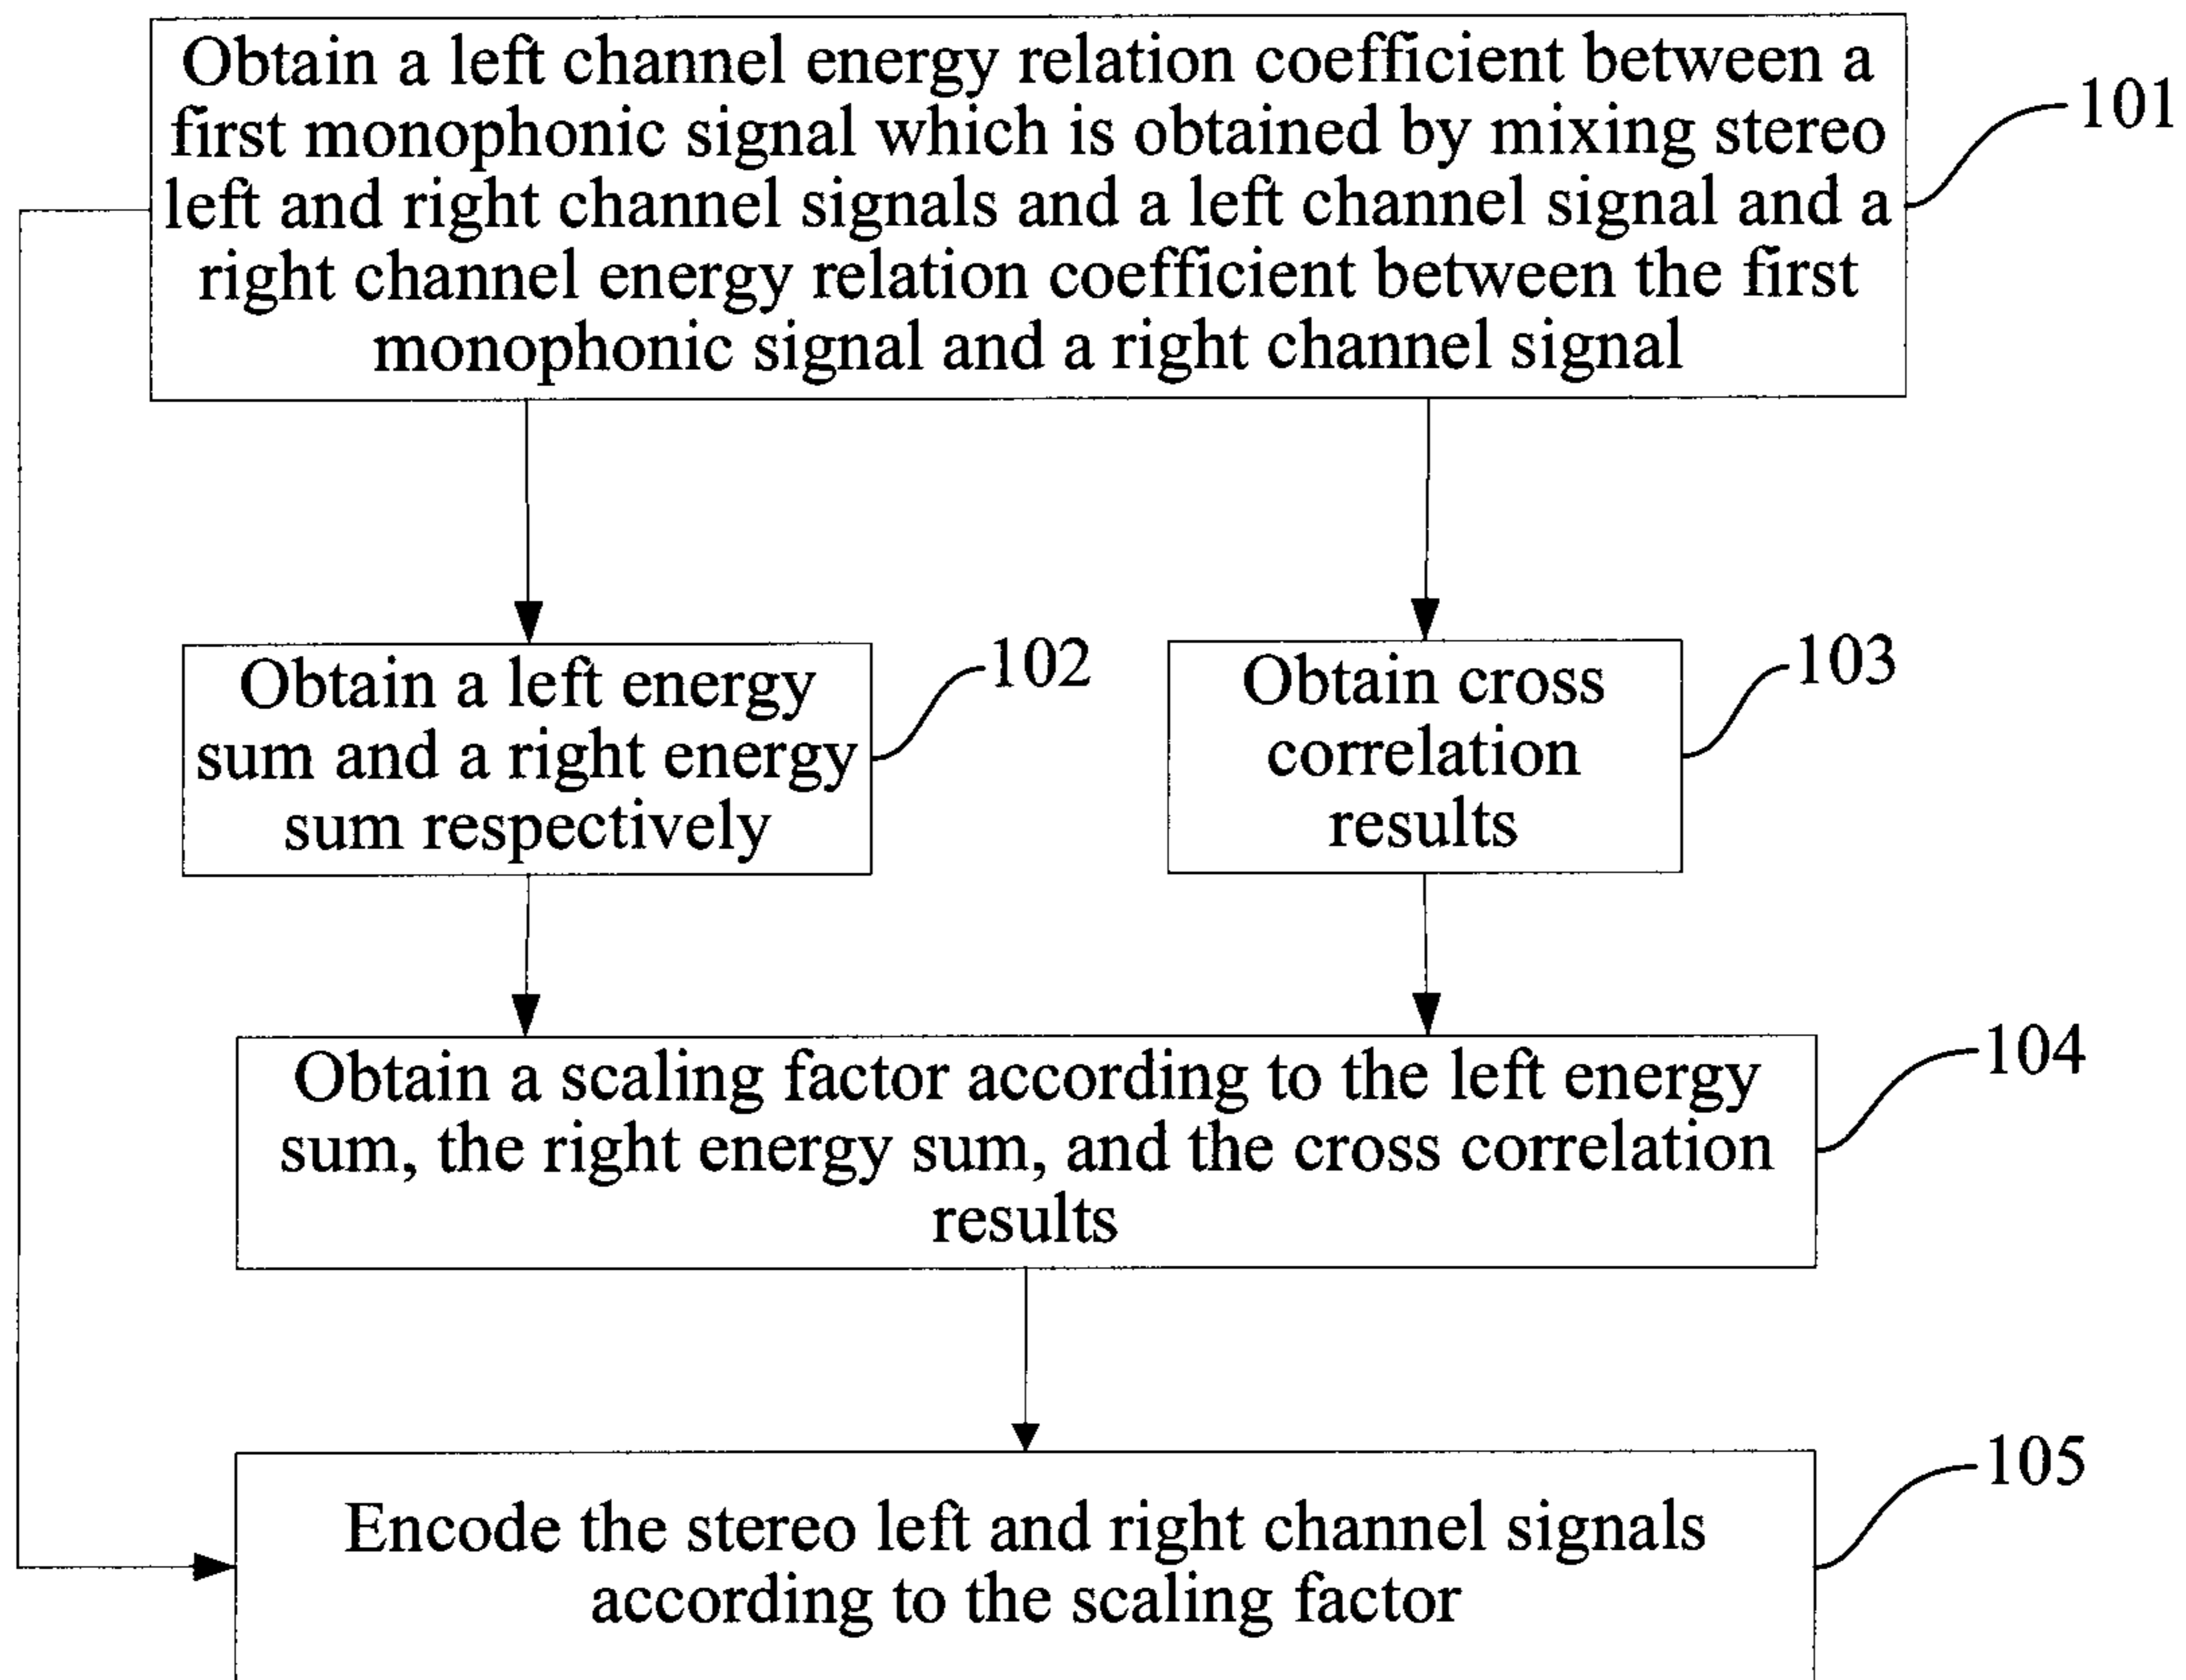 Obtain a left channel energy relation coefficient between a
first monophonic signal which is obtained by mixing stereo
left and right channel signals and a left channel signal and a
right channel energy relation coefficient between the first
monophonic signal and a right channel signal
101
Obtain a left energy
sum and a right energy
sum respectively
102
Obtain cross
correlation
results
103
Obtain a scaling factor according to the left energy
sum, the right energy sum, and the cross correlation
results
104
Encode the stereo left and right channel signals
according to the scaling factor
105